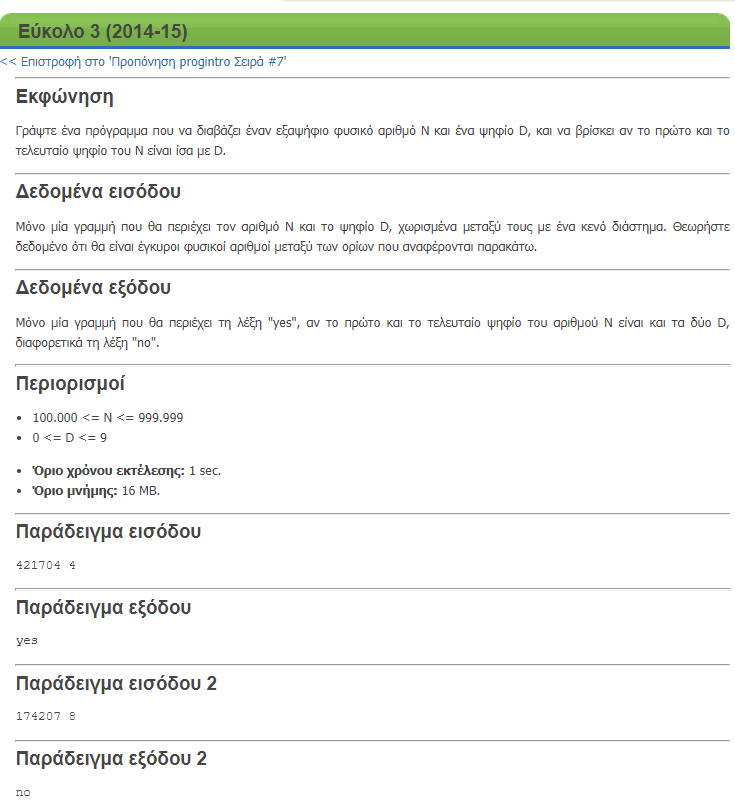 Εύκολο 3 (2014-15)
<< Επιστροφή στο 'Προπόνηση progintro Σειρά #7'
Εκφώνηση
Γράψτε ένα πρόγραμμα που να διαβάζει έναν εξαψήφιο φυσικό αριθμό N και ένα ψηφίο D, και να βρίσκει αν το πρώτο και το
τελευταίο ψηφίο του N είναι ίσα με D.
Δεδομένα εισόδου
Μόνο μία γραμμή που θα περιέχει τον αριθμό N και το ψηφίο D, χωρισμένα μεταξύ τους με ένα κενό διάστημα. Θεωρήστε
δεδομένο ότι θα είναι έγκυροι φυσικοί αριθμοί μεταξύ των ορίων που αναφέρονται παρακάτω.
Δεδομένα εξόδου
Μόνο μία γραμμή που θα περιέχει τη λέξη "yes", αν το πρώτο και το τελευταίο ψηφίο του αριθμού N είναι και τα δύο D,
διαφορετικά τη λέξη "no".
Περιορισμοί
• 100.000 <= N <= 999.999
• 0 <= D <= 9
• Όριο χρόνου εκτέλεσης: 1 sec.
• Όριο μνήμης: 16 MB.
Παράδειγμα εισόδου
421704 4
Παράδειγμα εξόδου
yes
Παράδειγμα εισόδου 2
174207 8
Παράδειγμα εξόδου 2
no